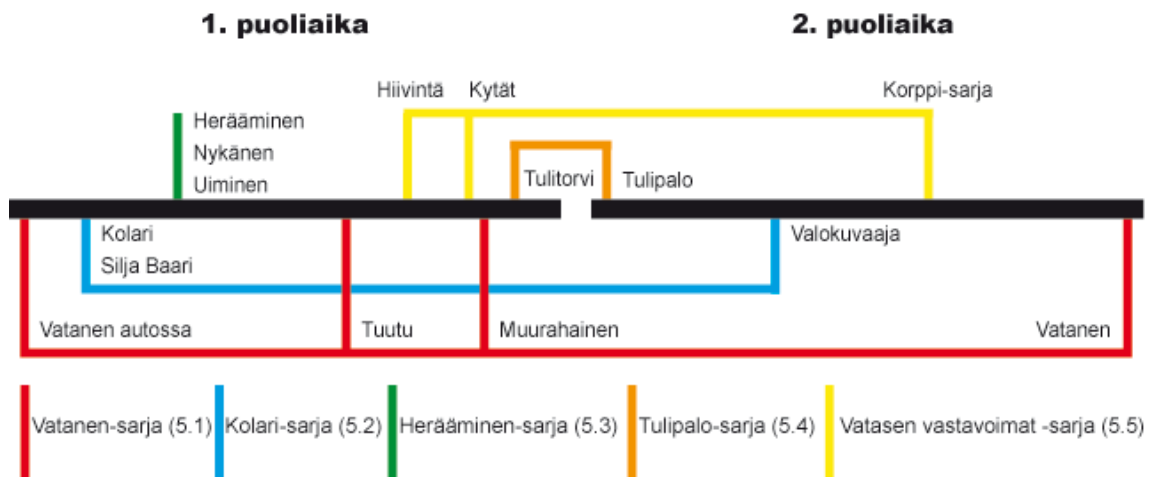 1. puoliaika 2. puoliaika
Hiivintä Kytät Korppi-sarja
Herääminen
Nykänen
Uiminen
Tulitorvi Tulipalo
Kolari Valokuvaaja
Silja Baari
Vatanen autossa Tuutu Muurahainen Vatanen
Vatanen-sarja (5.1) Kolari-sarja (5.2) Herääminen-sarja (5.3) Tulipalo-sarja (5.4) Vatasen vastavoimat -sarja (5.5)